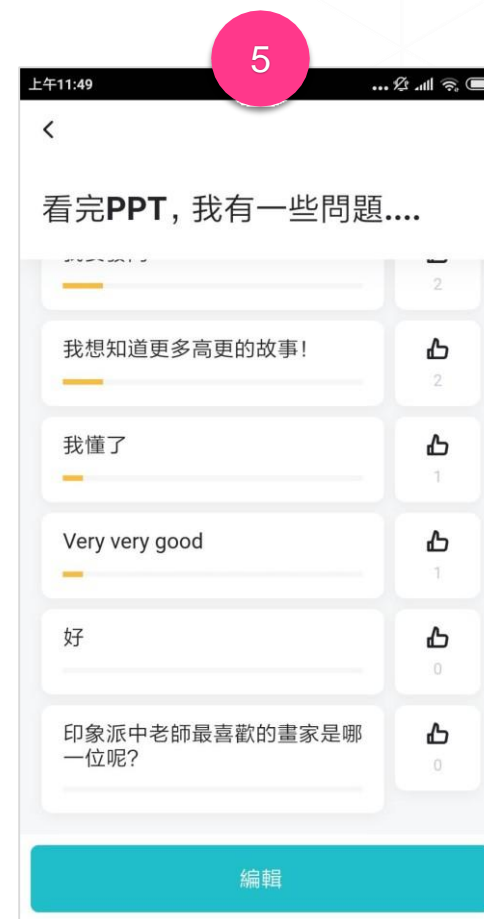 5
上午11:49
...
<
看完PPT，我有一些問題....
2
我想知道更多高更的故事！
2
我懂了
1
Very very good
1
好
0
印象派中老師最喜歡的畫家是哪
一位呢？
0
編輯